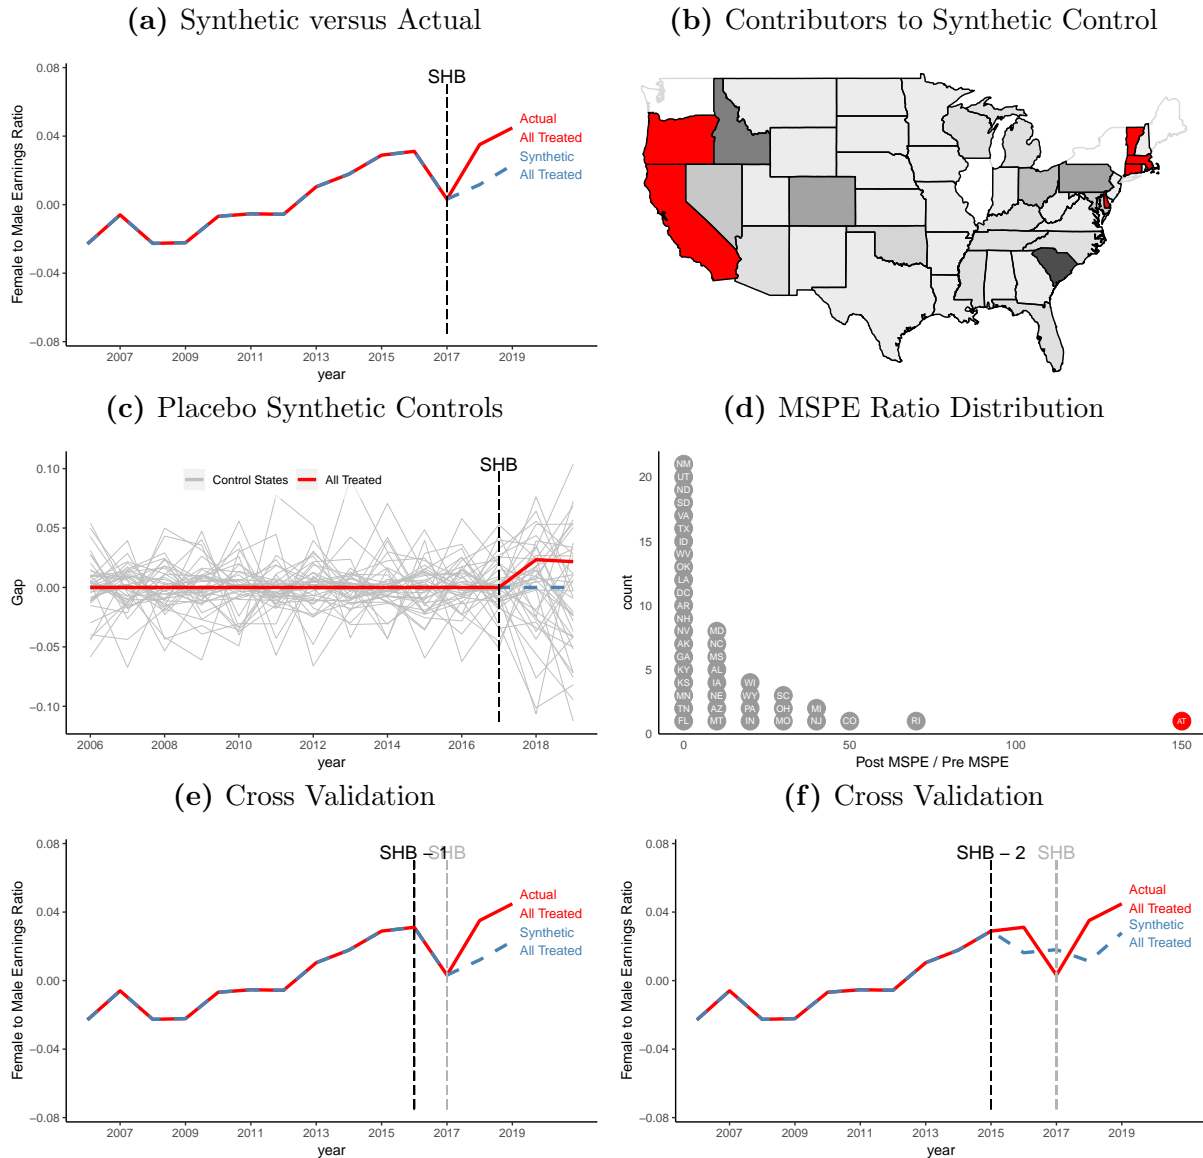 (a) Synthetic versus Actual
0.08
0.04
0.00
−0.04
−0.08
Female to Male Earnings Ratio
SHB
Actual
All Treated
Synthetic
All Treated
2007 2009 2011 2013 2015 2017 2019
year
(b) Contributors to Synthetic Control
(c) Placebo Synthetic Controls
0.10
0.05
0.00
−0.05
−0.10
Gap
Control States All Treated
SHB
2006 2008 2010 2012 2014 2016 2018
year
(d) MSPE Ratio Distribution
20
15
10
5
0
count
NM
UT
ND
SD
VA
TX
ID
WV
OK
LA
DC
AR
NH
NV
AK
GA
KY
KS
MN
TN
FL
MD
NC
MS
AL
IA
NE
AZ
MT
WI
WY
PA
IN
SC
OH
MO
MI
NJ
CO
RI
AT
0 50 100 150
Post MSPE / Pre MSPE
(e) Cross Validation
0.08
0.04
0.00
−0.04
−0.08
Female to Male Earnings Ratio
SHB − 1
SHB
Actual
All Treated
Synthetic
All Treated
2007 2009 2011 2013 2015 2017 2019
year
(f) Cross Validation
0.08
0.04
0.00
−0.04
−0.08
Female to Male Earnings Ratio
SHB − 2
SHB
Actual
All Treated
Synthetic
All Treated
2007 2009 2011 2013 2015 2017 2019
year